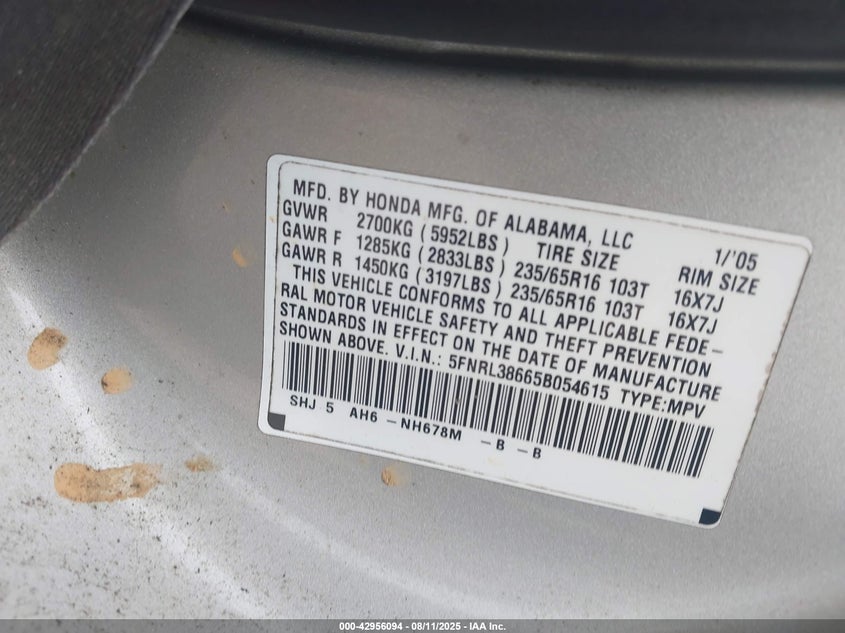 MFD. BY HONDA MFG. OF ALABAMA, LLC 1/'05
GVWR 2700KG ( 5952LBS ) TIRE SIZE RIM SIZE
GAWR F 1285KG ( 2833LBS ) 235/65R16 103T 16X7J
GAWR R 1450KG ( 3197LBS ) 235/65R16 103T 16X7J
THIS VEHICLE CONFORMS TO ALL APPLICABLE FEDE-
RAL MOTOR VEHICLE SAFETY AND THEFT PREVENTION
STANDARDS IN EFFECT ON THE DATE OF MANUFACTURE
SHOWN ABOVE. V.I.N.: 5FNRL38665B054615 TYPE:MPV
SHJ 5 AH6 -NH678M -B -B
000-42956094 - 08/11/2025 - IAA Inc.